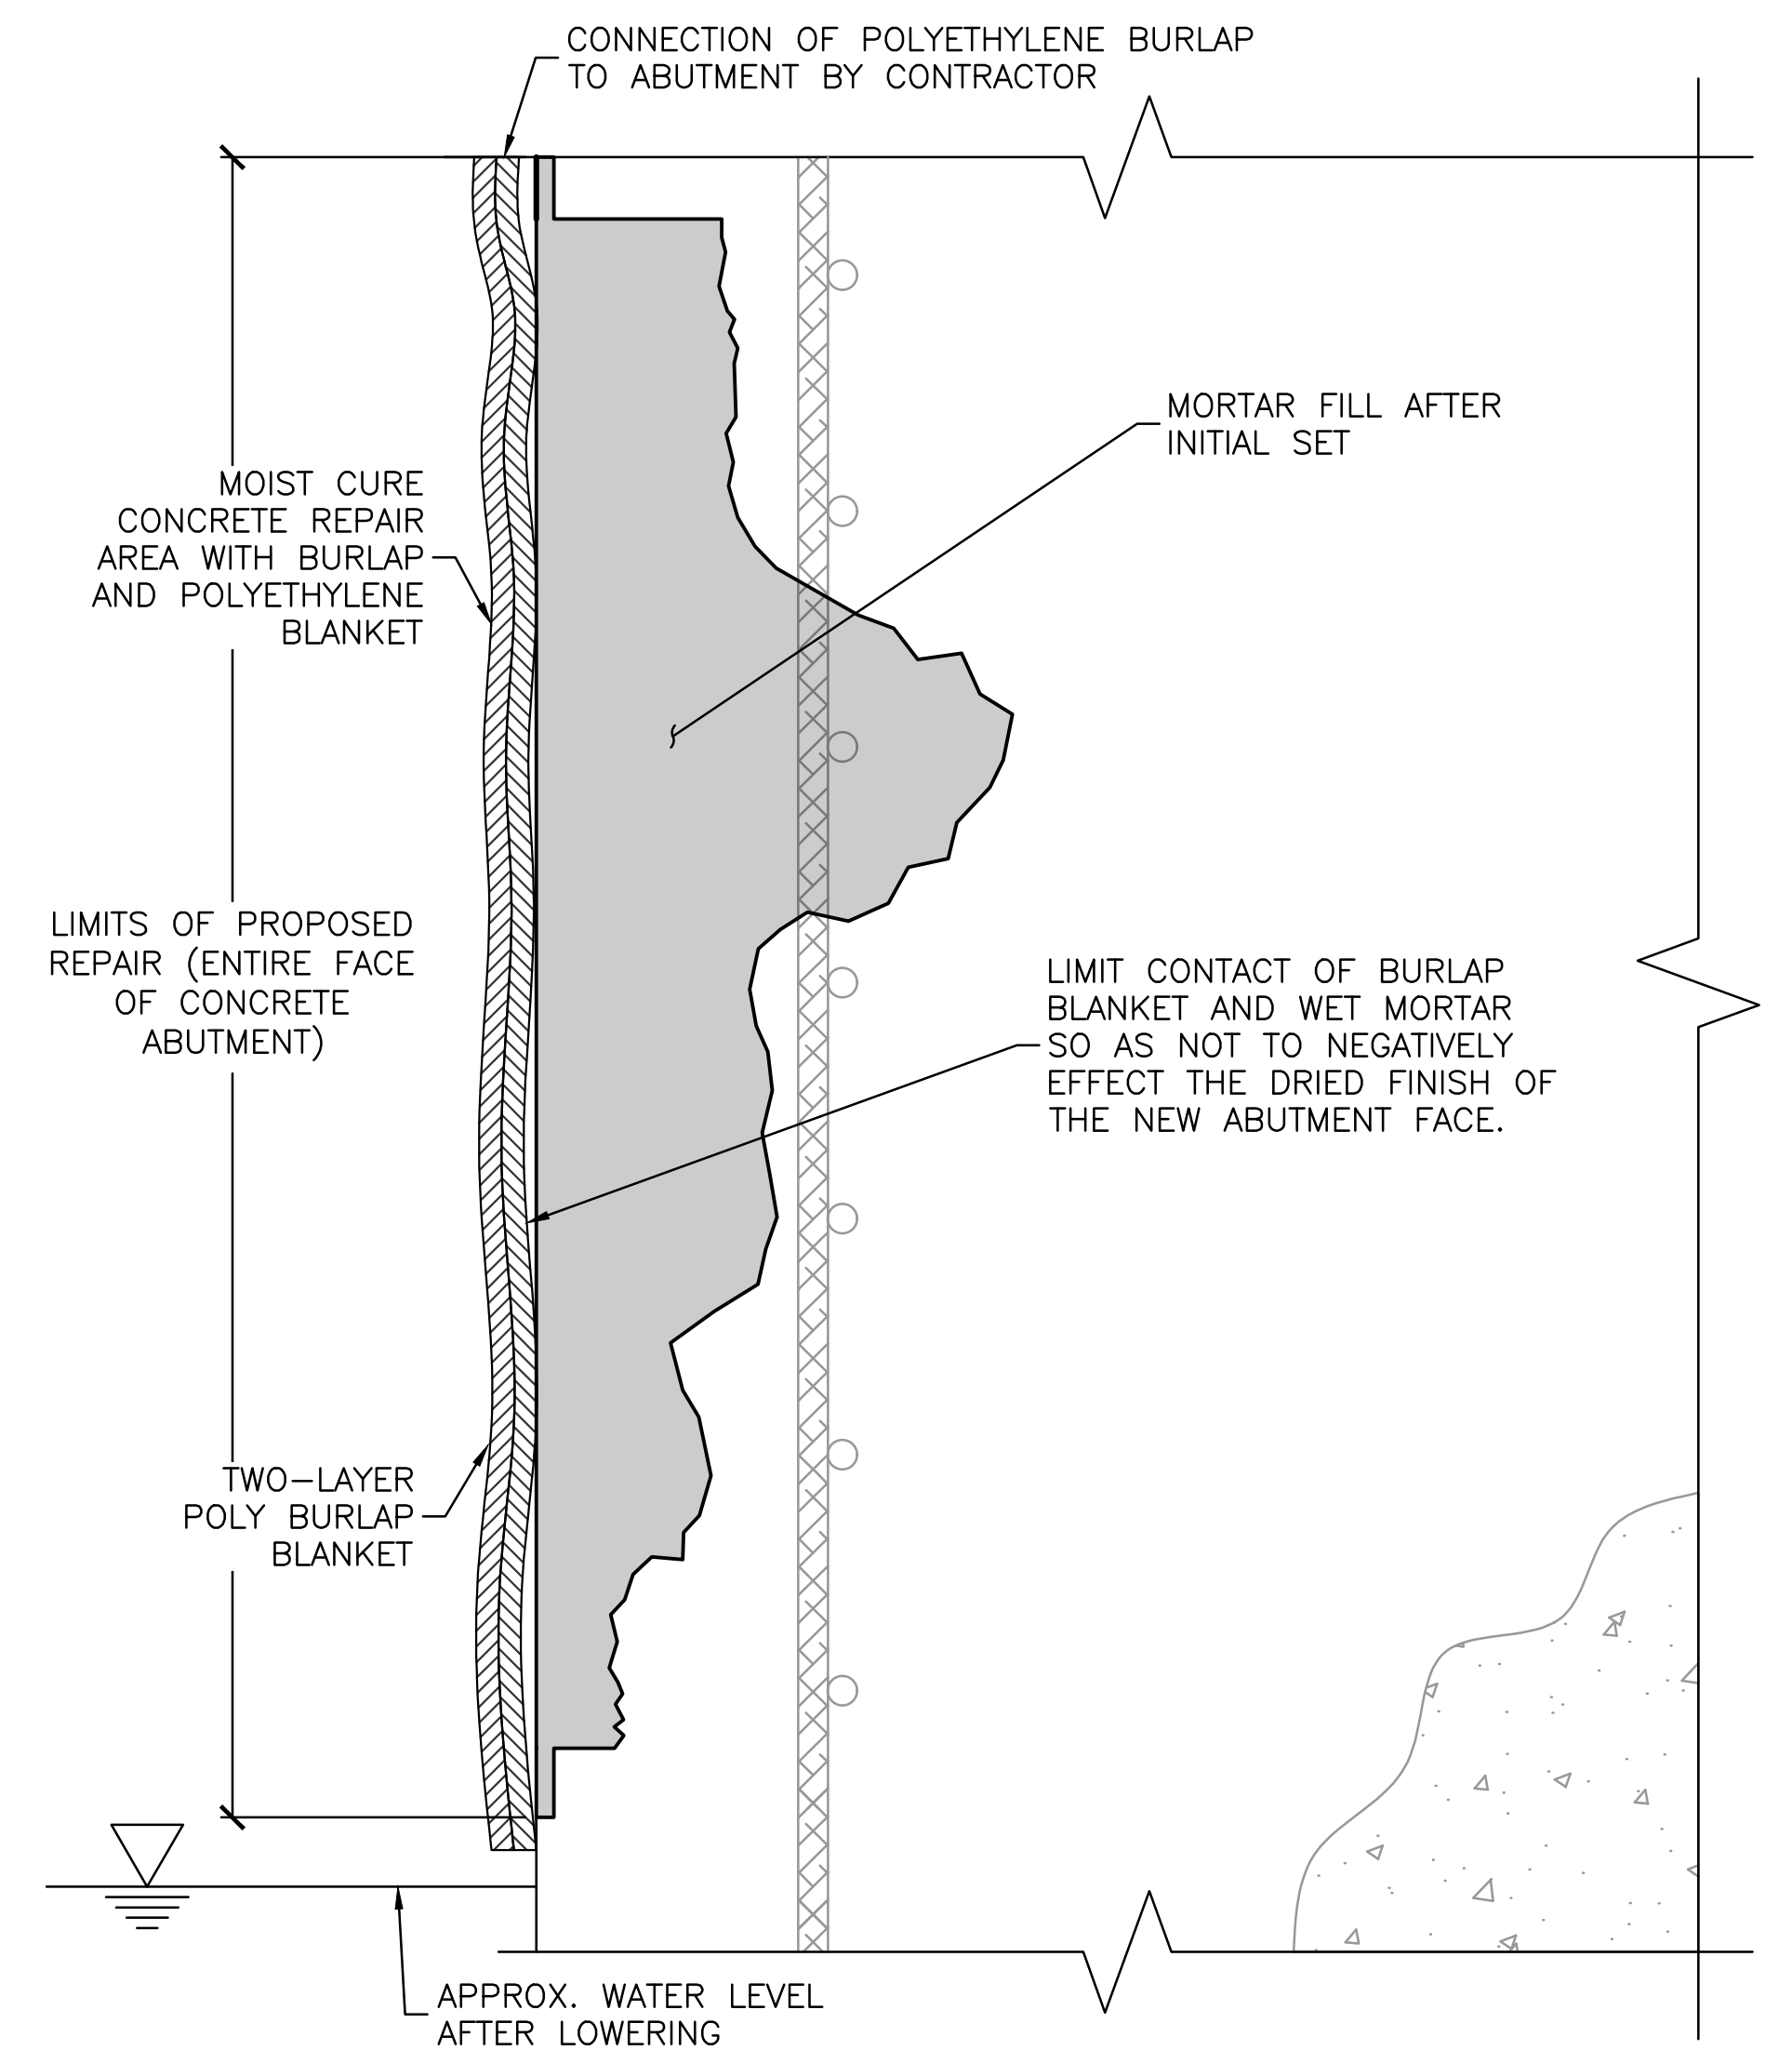 CONNECTION OF POLYETHYLENE BURLAP
TO ABUTMENT BY CONTRACTOR
MORTAR FILL AFTER
INITIAL SET
MOIST CURE
CONCRETE REPAIR
AREA WITH BURLAP
AND POLYETHYLENE
BLANKET
LIMITS OF PROPOSED
REPAIR (ENTIRE FACE
OF CONCRETE
ABUTMENT)
LIMIT CONTACT OF BURLAP
BLANKET AND WET MORTAR
SO AS NOT TO NEGATIVELY
EFFECT THE DRIED FINISH OF
THE NEW ABUTMENT FACE.
TWO-LAYER
POLY BURLAP
BLANKET
APPROX. WATER LEVEL
AFTER LOWERING